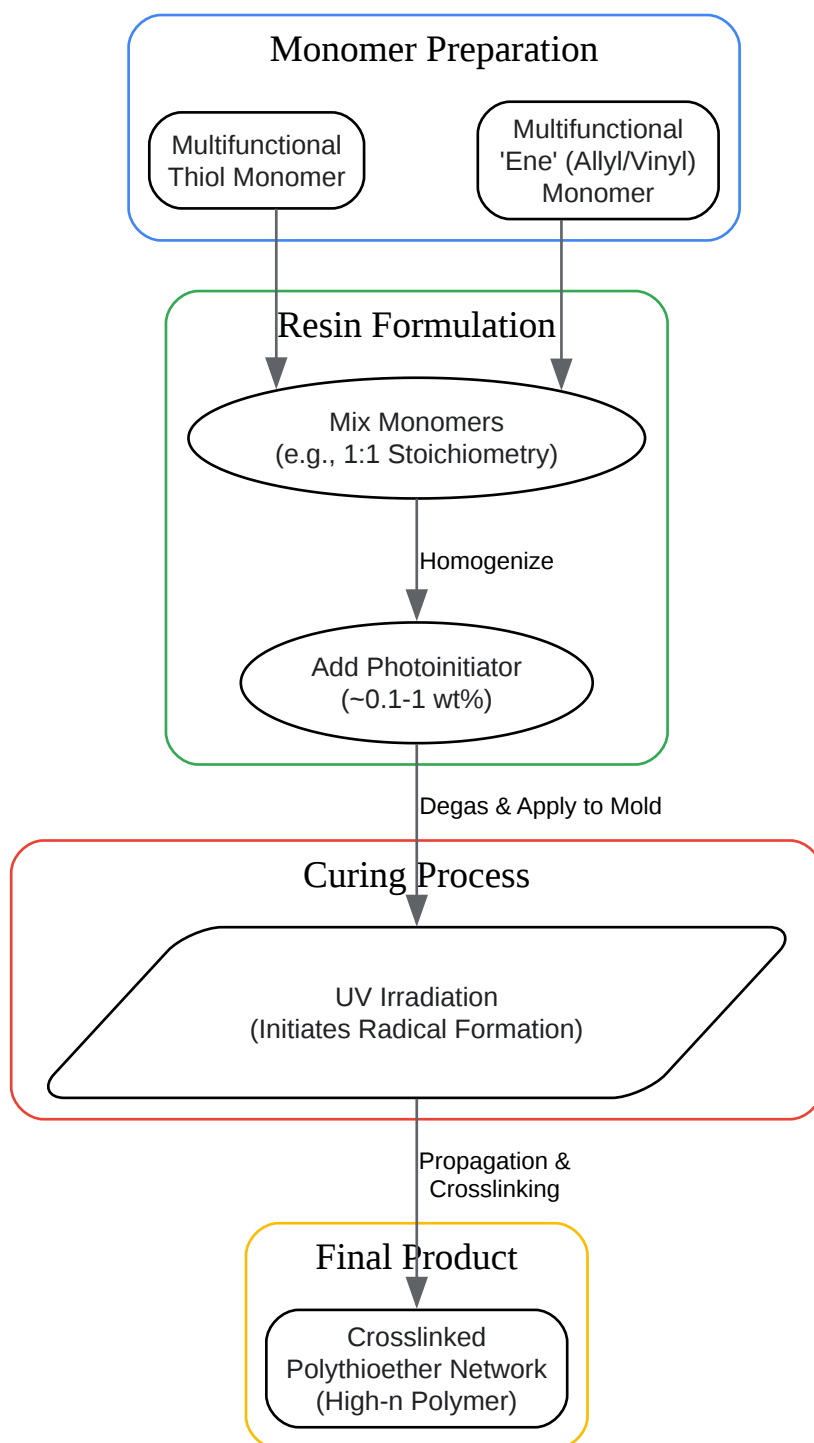 Monomer Preparation
Multifunctional
Thiol Monomer
Multifunctional
'Ene' (Allyl/Vinyl)
Monomer
Resin Formulation
Mix Monomers
(e.g., 1:1 Stoichiometry)
Homogenize
Add Photoinitiator
(~0.1-1 wt%)
Degas & Apply to Mold
Curing Process
UV Irradiation
(Initiates Radical Formation)
Propagation &
Crosslinking
Final Product
Crosslinked
Polythioether Network
(High-n Polymer)